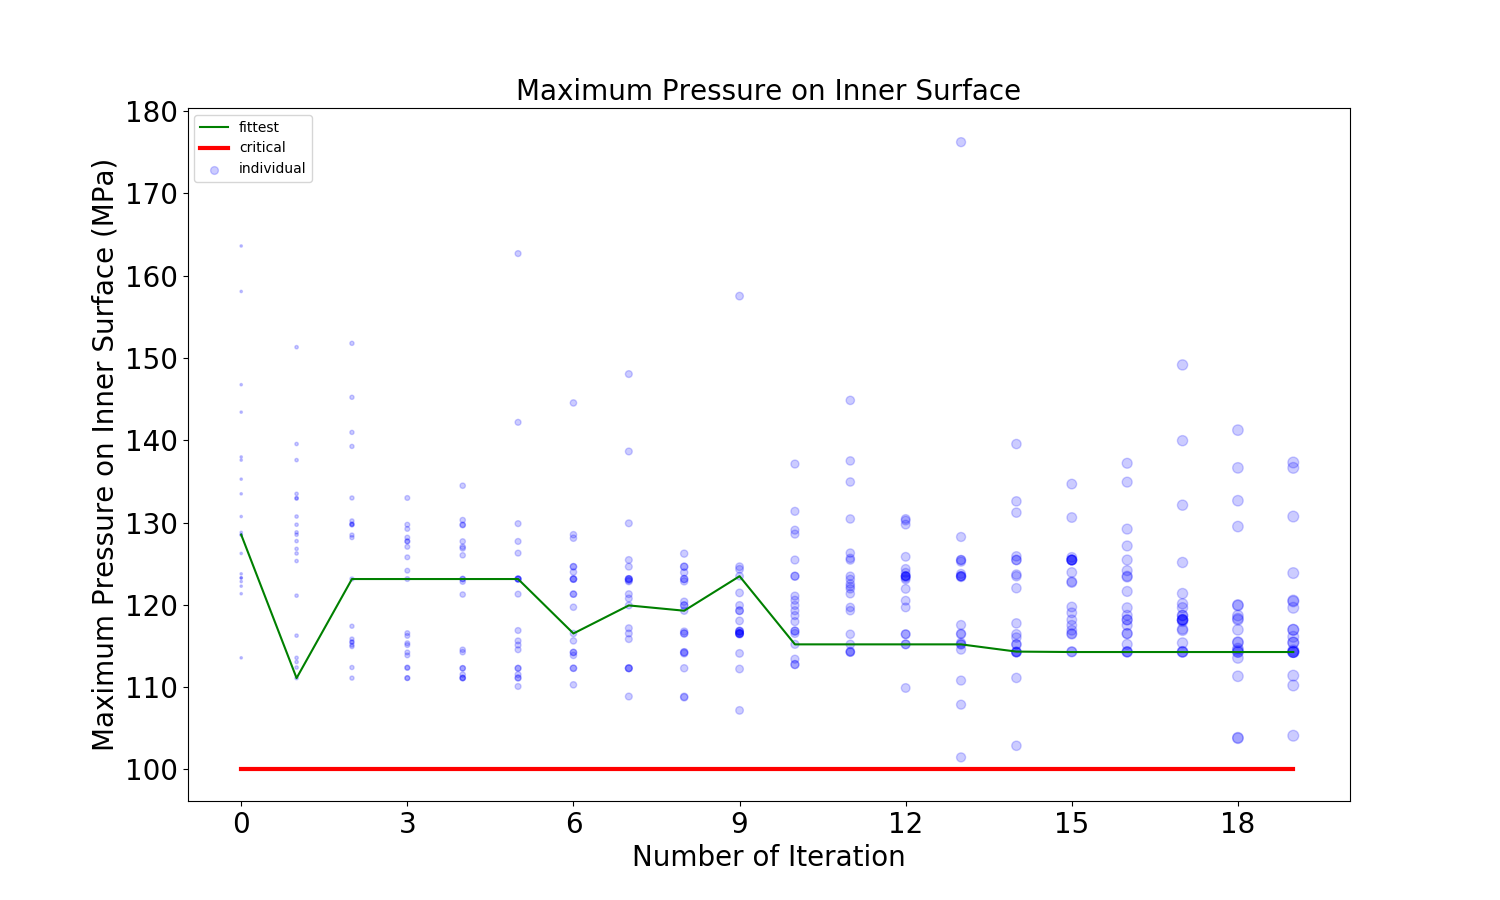 Maximum Pressure on Inner Surface
fittest
critical
individual
Maximum Pressure on Inner Surface (MPa)
180
170
160
150
140
130
120
110
100
0 3 6 9 12 15 18
Number of Iteration